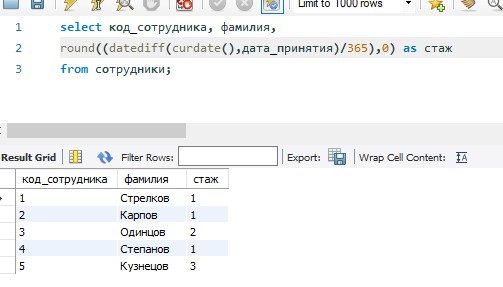 Limit to 1000 rows
1 select код_сотрудника, фамилия,
2 round((datediff(curdate(),дата_принятия)/365),0) as стаж
3 from сотрудники;
Result Grid Filter Rows: Export: Wrap Cell Content:
код_сотрудника фамилия стаж
1 Стрелков 1
2 Карпов 1
3 Одинцов 2
4 Степанов 1
5 Кузнецов 3